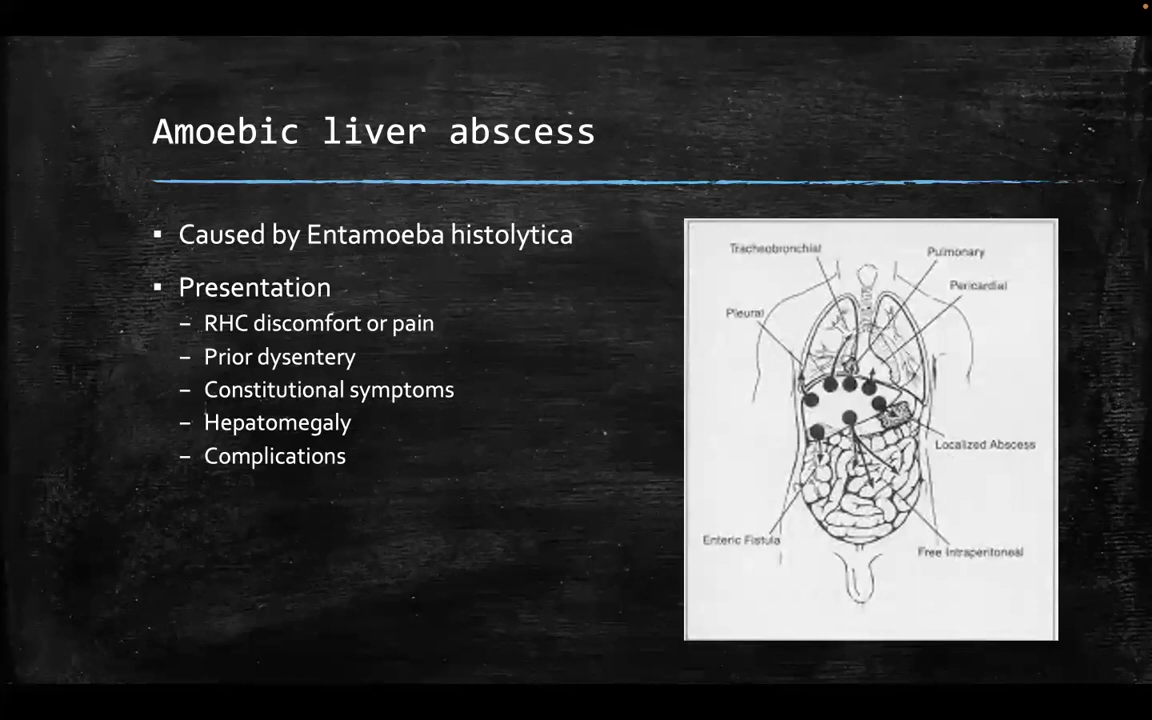 Amoebic liver abscess
▪ Caused by Entamoeba histolytica
▪ Presentation
– RHC discomfort or pain
– Prior dysentery
– Constitutional symptoms
– Hepatomegaly
– Complications
Tracheobronchial
Pulmonary
Pericardial
Pleural
Localized Abscess
Enteric Fistula
Free Intraperitoneal